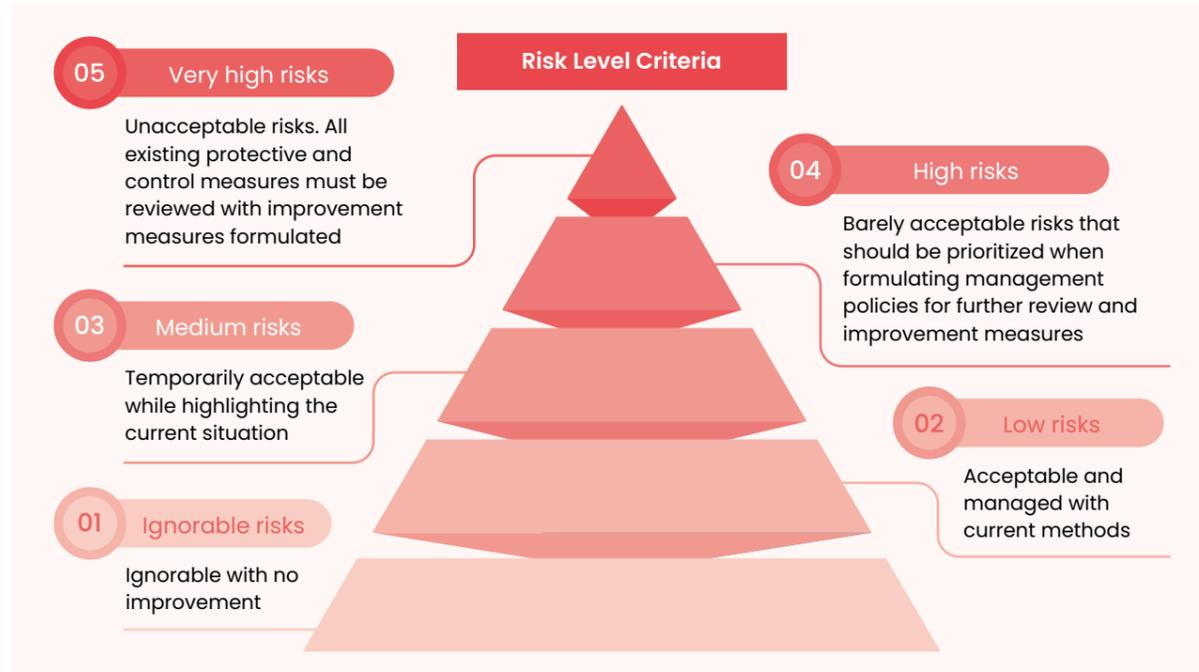 Risk Level Criteria
05
Very high risks
Unacceptable risks. All
existing protective and
control measures must be
reviewed with improvement
measures formulated
04
High risks
Barely acceptable risks that
should be prioritized when
formulating management
policies for further review and
improvement measures
03
Medium risks
Temporarily acceptable
while highlighting the
current situation
02
Low risks
Acceptable and
managed with
current methods
01
Ignorable risks
Ignorable with no
improvement